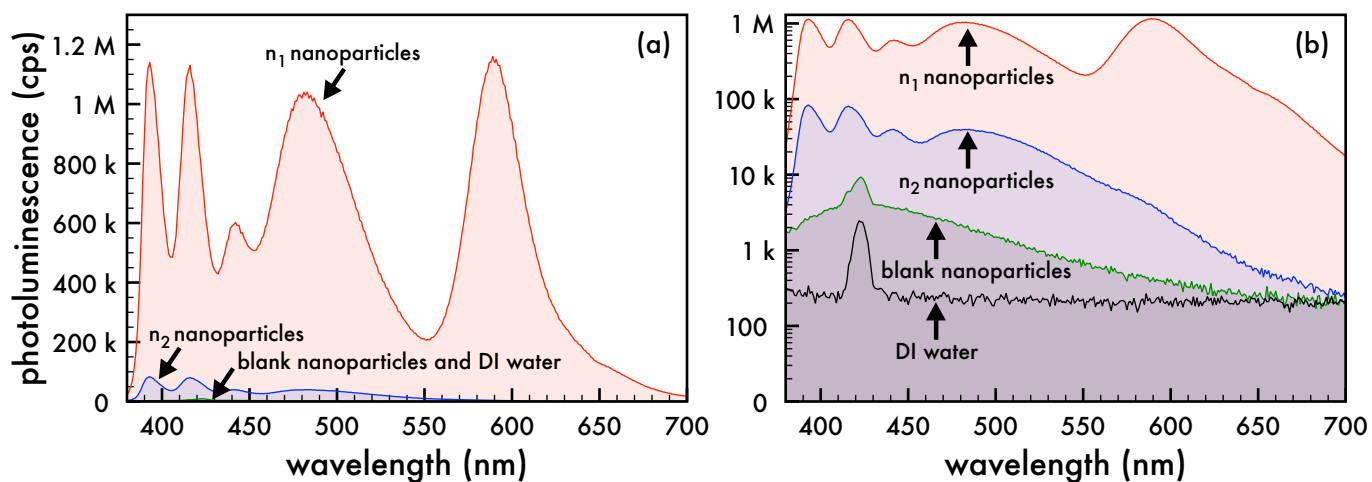 (a)
n1 nanoparticles
n2 nanoparticles
blank nanoparticles and DI water
photoluminescence (cps)
1.2 M
1 M
800 k
600 k
400 k
200 k
0
400 450 500 550 600 650 700
wavelength (nm)
(b)
n1 nanoparticles
n2 nanoparticles
blank nanoparticles
DI water
1 M
100 k
10 k
1 k
100
0
400 450 500 550 600 650 700
wavelength (nm)